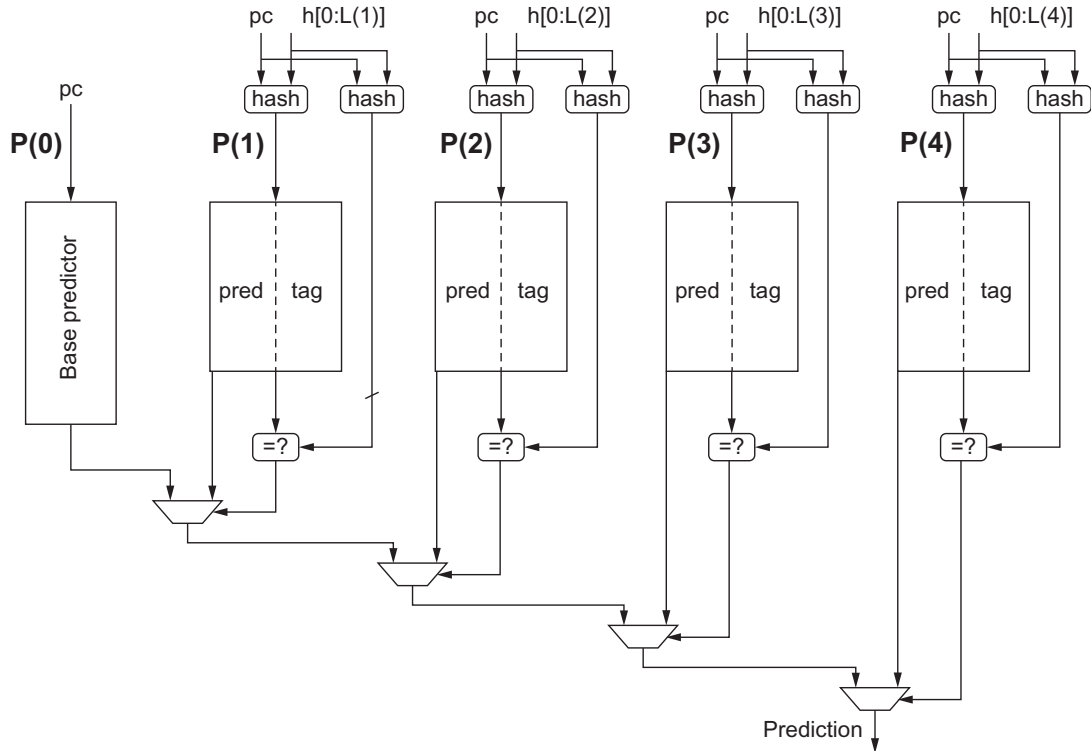 pc h[0:L(1)] pc h[0:L(2)] pc h[0:L(3)] pc h[0:L(4)]
hash hash hash hash hash hash hash hash
pc
P(0) P(1) P(2) P(3) P(4)
Base predictor
pred tag pred tag pred tag pred tag
=? =? =? =?
Prediction